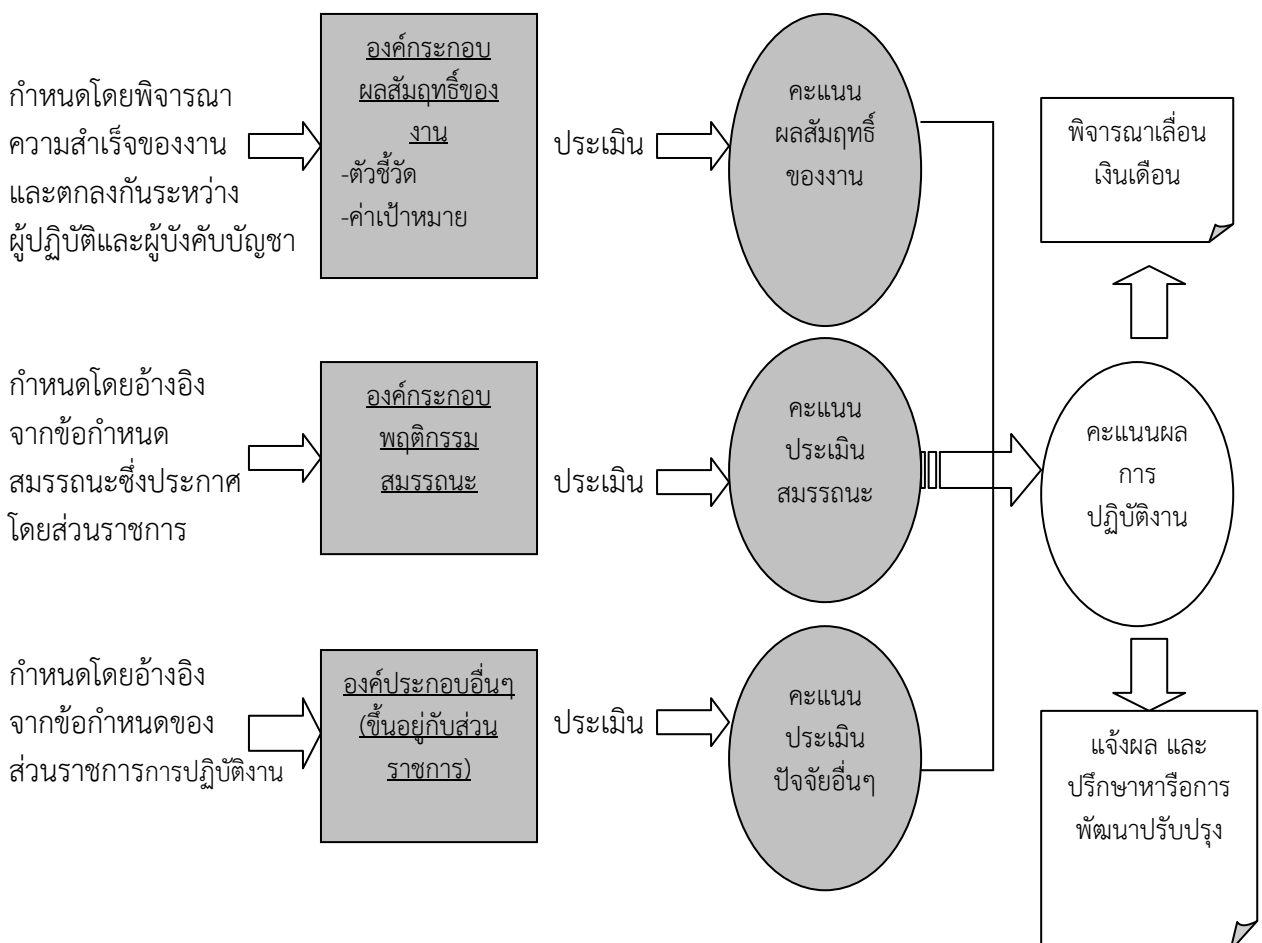 กำหนดโดยพิจารณา
ความสำเร็จของงาน
และตกลงกันระหว่าง
ผู้ปฏิบัติและผู้บังคับบัญชา
องค์กระกอบ
ผลสัมฤทธิ์ของ
งาน
-ตัวชี้วัด
-ค่าเป้าหมาย
ประเมิน
คะแนน
ผลสัมฤทธิ์
ของงาน
พิจารณาเลื่อน
เงินเดือน
กำหนดโดยอ้างอิง
จากข้อกำหนด
สมรรถนะซึ่งประกาศ
โดยส่วนราชการ
องค์กระกอบ
พฤติกรรม
สมรรถนะ
ประเมิน
คะแนน
ประเมิน
สมรรถนะ
คะแนนผล
การ
ปฏิบัติงาน
กำหนดโดยอ้างอิง
จากข้อกำหนดของ
ส่วนราชการการปฏิบัติงาน
องค์ประกอบอื่นๆ
(ขึ้นอยู่กับส่วน
ราชการ)
ประเมิน
คะแนน
ประเมิน
ปัจจัยอื่นๆ
แจ้งผล และ
ปรึกษาหารือการ
พัฒนาปรับปรุง